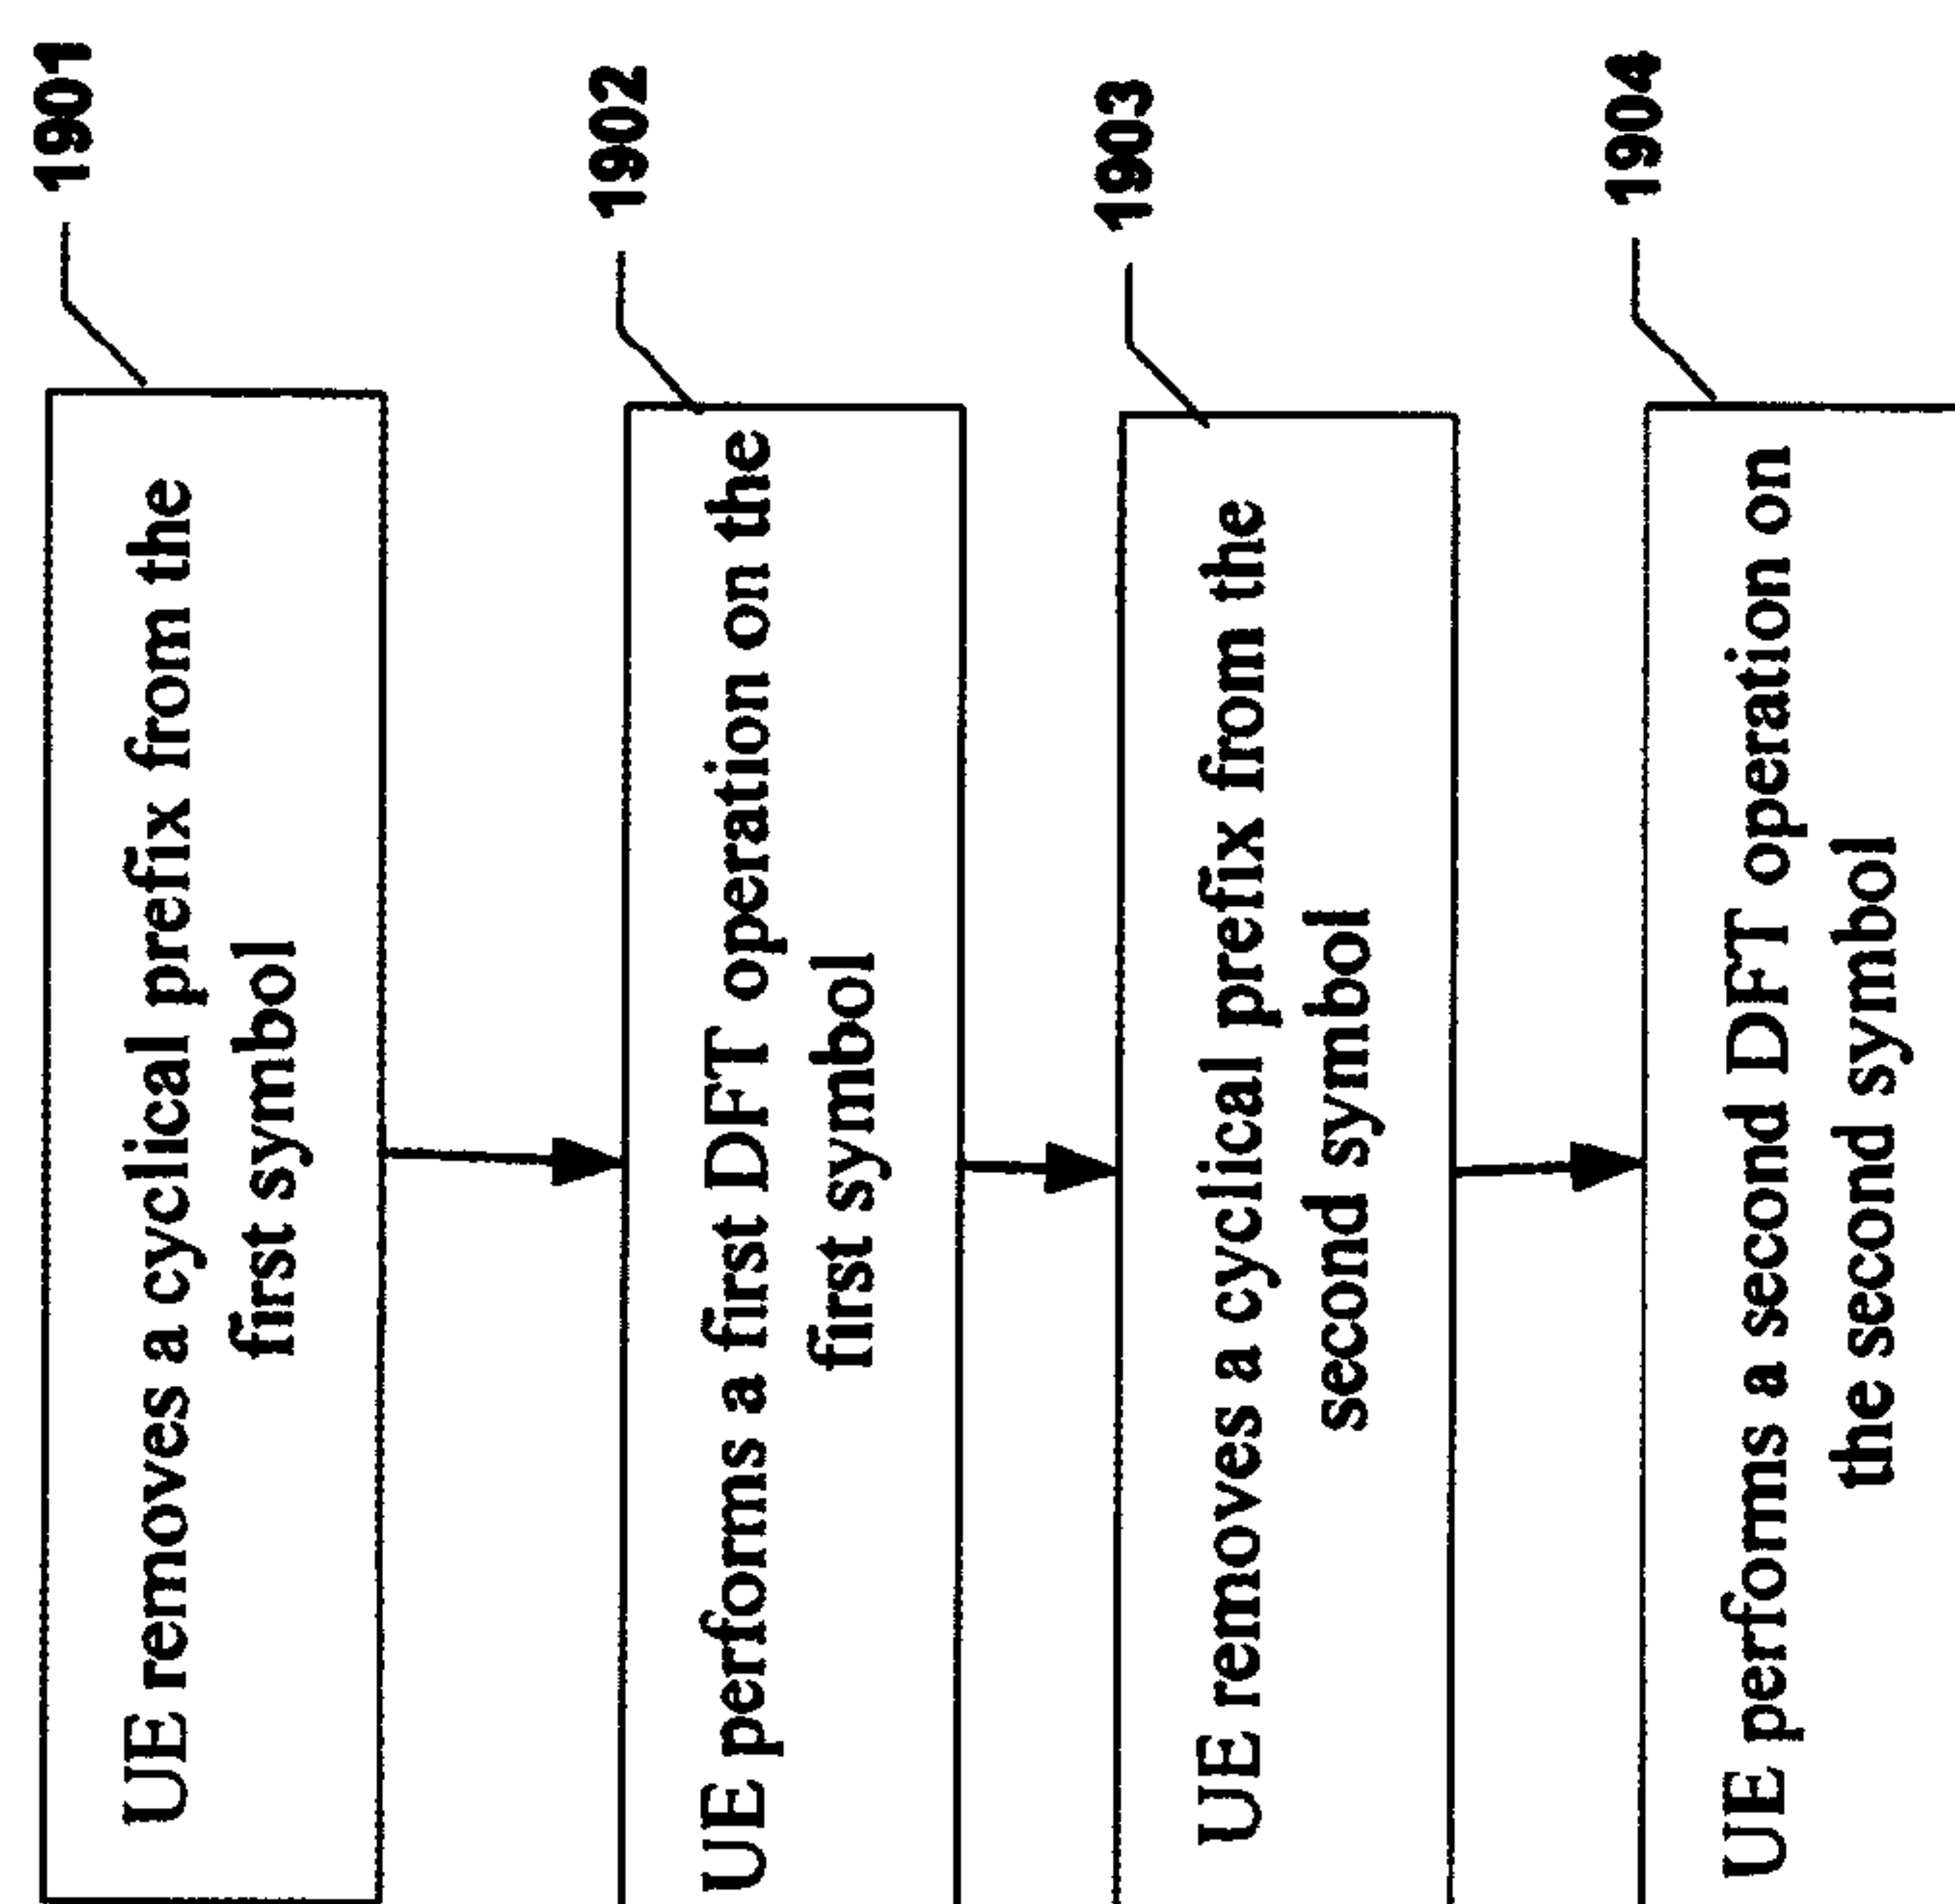 1901
UE removes a cyclical prefix from the
first symbol
1902
UE performs a first DFT operation on the
first symbol
1903
UE removes a cyclical prefix from the
second symbol
1904
UE performs a second DFT operation on
the second symbol